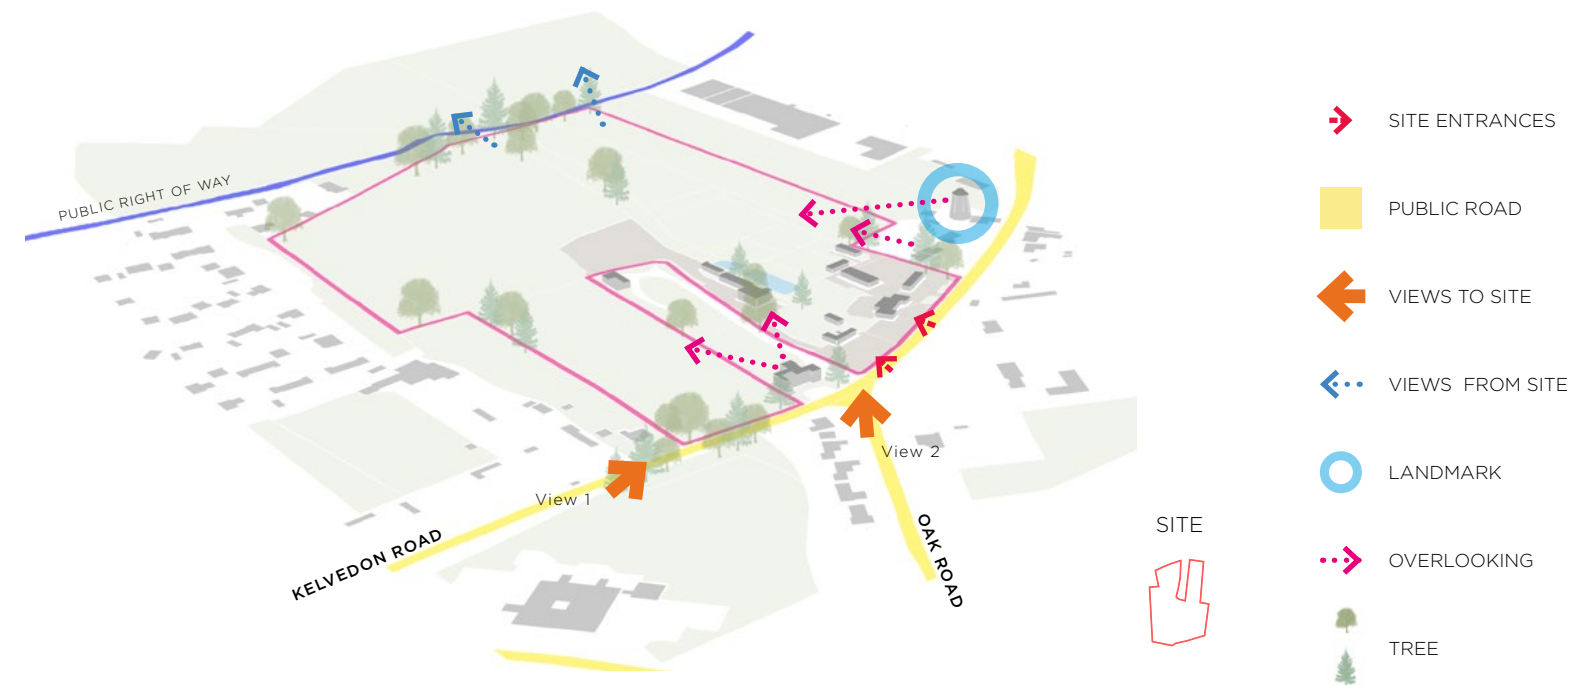 PUBLIC RIGHT OF WAY
View 1
View 2
KELVEDON ROAD
OAK ROAD
SITE
SITE ENTRANCES
PUBLIC ROAD
VIEWS TO SITE
VIEWS FROM SITE
LANDMARK
OVERLOOKING
TREE